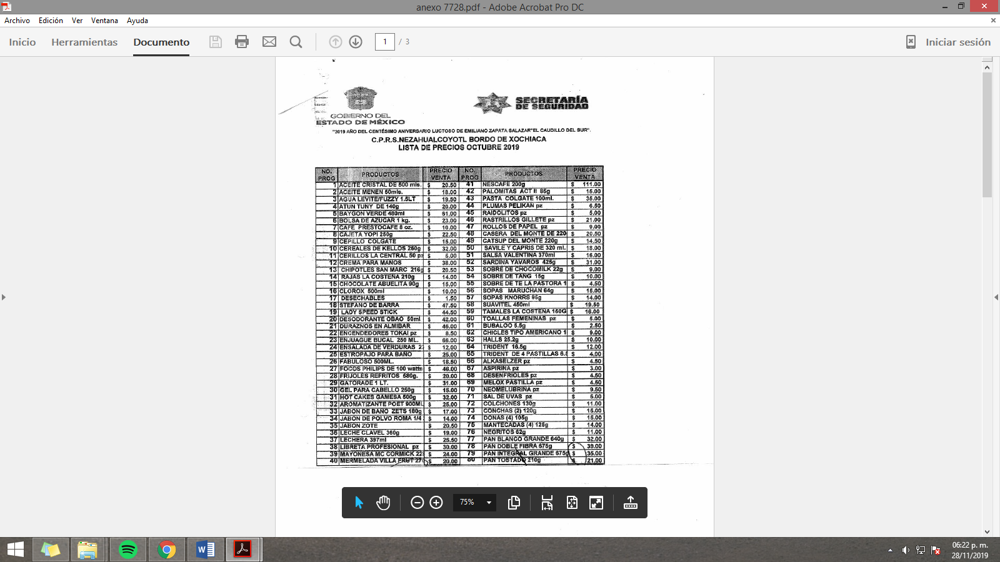 anexo 7728.pdf - Adobe Acrobat Pro DC
Archivo Edición Ver Ventana Ayuda
Inicio Herramientas Documento 1 / 3 Iniciar sesión
GOBIERNO DEL
ESTADO DE MÉXICO
SECRETARÍA
DE SEGURIDAD
"2019 AÑO DEL CENTÉSIMO ANIVERSARIO LUCTOSO DE EMILIANO ZAPATA SALAZAR"EL CAUDILLO DEL SUR".
C.P.R.S.NEZAHUALCOYOTL BORDO DE XOCHIACA
LISTA DE PRECIOS OCTUBRE 2019
NO. PROG PRODUCTOS PRECIO VENTA NO. PROG PRODUCTOS PRECIO VENTA
1 ACEITE CRISTAL DE 500 mls. $ 20.50 41 NESCAFE 200g $ 111.00
2 ACEITE MENEN 50mls. $ 18.00 42 PALOMITAS ACT II 85g $ 15.00
3 AGUA LEVITE/FUZZY 1.5LT $ 19.50 43 PASTA COLGATE 100ml. $ 35.00
4 ATUN TUNY DE 140g $ 20.00 44 PLUMAS PELIKAN pz $ 6.50
5 BAYGON VERDE 480ml $ 61.00 45 RAIDOLITOS pz $ 5.00
6 BOLSA DE AZUCAR 1 kg. $ 23.00 46 RASTRILLOS GILLETE pz $ 21.00
7 CAFE PRESTOCAFE 8 oz. $ 10.00 47 ROLLOS DE PAPEL pz $ 9.00
8 CAJETA YOPI 250g $ 22.50 48 CASERA DEL MONTE DE 220 $ 20.50
9 CEPILLO COLGATE $ 15.00 49 CATSUP DEL MONTE 220g $ 14.50
10 CEREALES DE KELLOS 260g $ 32.00 50 SAVILE Y CAPRIS DE 320 ml. $ 18.00
11 CERILLOS LA CENTRAL 50 pz $ 5.00 51 SALSA VALENTINA 370ml $ 16.00
12 CREMA PARA MANOS $ 38.00 52 SARDINA YAVAROS 425g $ 31.00
13 CHIPOTLES SAN MARC 216g $ 20.50 53 SOBRE DE CHOCOMILK 22g $ 9.00
14 RAJAS LA COSTEÑA 210g $ 14.00 54 SOBRE DE TANG 15g $ 10.00
15 CHOCOLATE ABUELITA 90g $ 15.00 55 SOBRE DE TE LA PASTORA 1 $ 4.50
16 CLOROX 500ml $ 10.00 56 SOPAS MARUCHAN 64g $ 15.00
17 DESECHABLES $ 1.50 57 SOPAS KNORRS 95g $ 14.00
18 STEFANO DE BARRA $ 47.50 58 SUAVITEL 450ml $ 19.50
19 LADY SPEED STICK $ 44.50 59 TAMALES LA COSTEÑA 150G $ 16.00
20 DESODORANTE OBAO 50ml $ 42.00 60 TOALLAS FEMENINAS pz $ 5.00
21 DURAZNOS EN ALMIBAR $ 46.00 61 BUBALOO 5.5g $ 2.50
22 ENCENDEDORES TOKAI pz $ 8.50 62 CHICLES TIPO AMERICANO 1 $ 9.00
23 ENJUAGUE BUCAL 250 ML. $ 66.00 63 HALLS 25.2g $ 10.00
24 ENSALADA DE VERDURAS 22 $ 12.00 64 TRIDENT 16.5g $ 12.00
25 ESTROPAJO PARA BAÑO $ 25.00 65 TRIDENT DE 4 PASTILLAS 6.5 $ 4.00
26 FABULOSO 500ML. $ 18.50 66 ALKASELZER pz $ 4.50
27 FOCOS PHILIPS DE 100 watts $ 46.00 67 ASPIRINA pz $ 3.00
28 FRIJOLES REFRITOS 580g. $ 20.00 68 DESENFRIOLES pz $ 4.50
29 GATORADE 1 LT. $ 31.00 69 MELOX PASTILLA pz $ 4.50
30 GEL PARA CABELLO 250g $ 15.00 70 NEOMELUBRINA pz $ 9.50
31 HOT CAKES GAMESA 500g $ 32.00 71 SAL DE UVAS pz $ 5.00
32 AROMATIZANTE POET 900ML $ 25.00 72 COLCHONES 130g $ 11.00
33 JABON DE BAÑO ZETS 180g $ 17.00 73 CONCHAS (2) 120g $ 15.00
34 JABON DE POLVO ROMA 1/4 $ 14.00 74 DONAS (4) 105g $ 15.00
35 JABON ZOTE $ 20.50 75 MANTECADAS (4) 125g $ 14.00
36 LECHE CLAVEL 360g $ 19.00 76 NEGRITOS 62g $ 11.00
37 LECHERA 397ml $ 25.50 77 PAN BLANCO GRANDE 640g $ 32.00
38 LIBRETA PROFESIONAL pz $ 30.00 78 PAN DOBLE FIBRA 675g $ 39.00
39 MAYONESA MC CORMICK 22 $ 24.00 79 PAN INTEGRAL GRANDE 675g $ 35.00
40 MERMELADA VILLA FRUT 27 $ 20.00 80 PAN TOSTADO 210g $ 21.00
75%
06:22 p. m.
28/11/2019